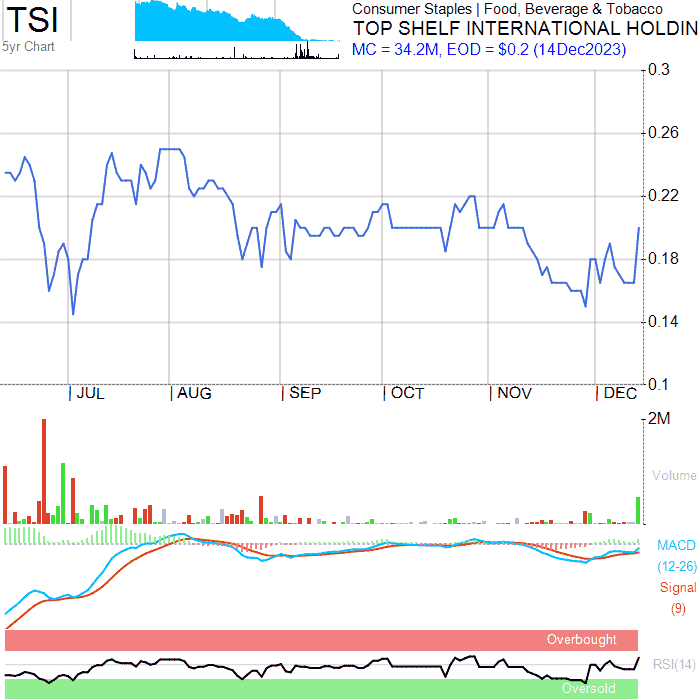 TSI
5yr Chart
Consumer Staples | Food, Beverage & Tobacco
TOP SHELF INTERNATIONAL HOLDIN
MC = 34.2M, EOD = $0.2 (14Dec2023)
0.3
0.26
0.22
0.18
0.14
0.1
JUL AUG SEP OCT NOV DEC
2M
Volume
MACD
(12-26)
Signal
(9)
Overbought
RSI(14)
Oversold